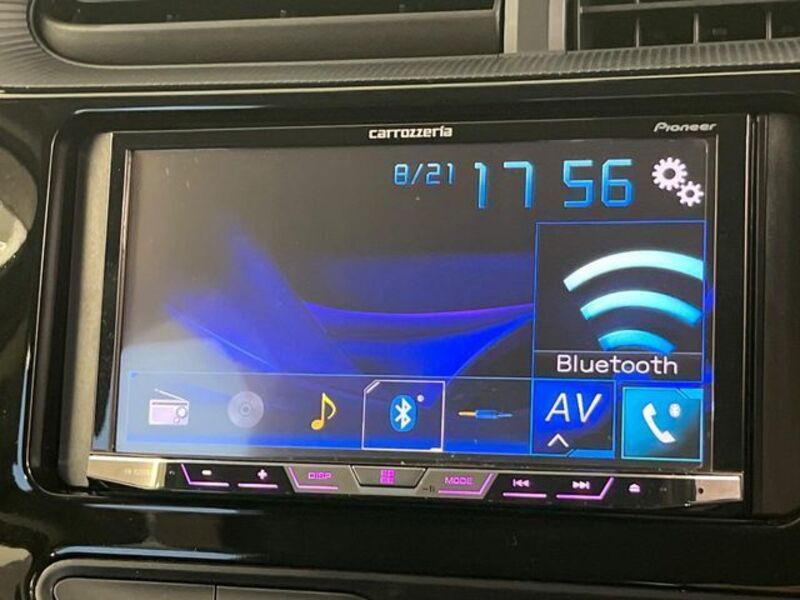 carrozzeria
Pioneer
8/21 17 56
Bluetooth
AV
- + DISP MODE